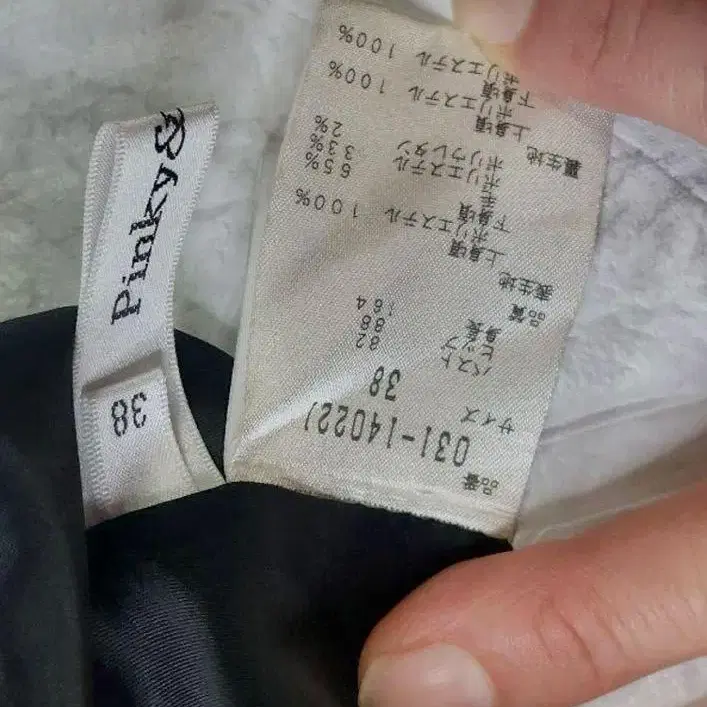 Pinky&
38
品番
031-14022
サイズ 38
バスト 82
ヒップ 88
身長 164
品質
表生地
上身頃
ポリエステル 100%
下身頃
羊毛
ポリエステル 65%
33%
ポリウレタン 2%
裏生地
上身頃
ポリエステル 100%
下身頃
ポリエステル 100%